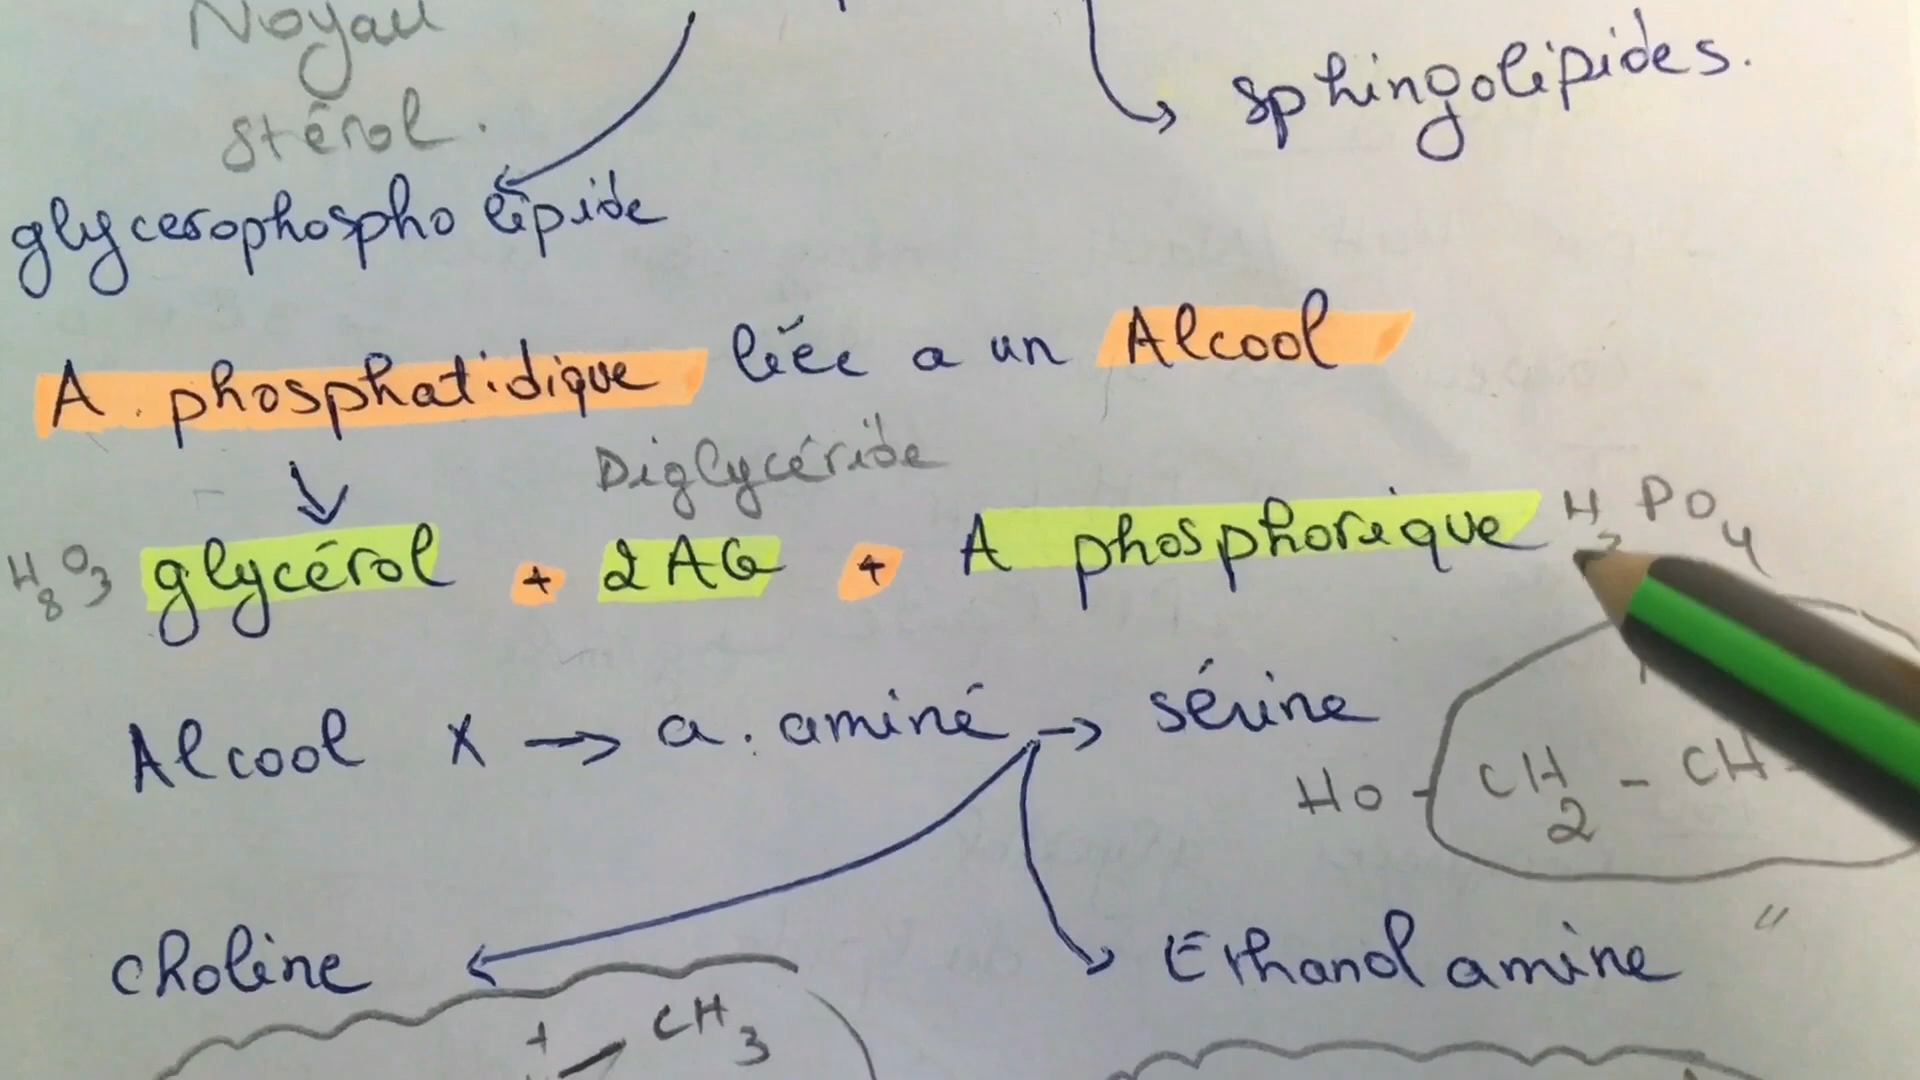 Noyau
stérol.
sphingolipides.
glycerophospho lipide
A. phosphatidique liée a un Alcool
Diglycéride
H8O3 glycérol + 2AG + A phosphorique H3PO4
Alcool X → a. aminé → sérine
HO - CH2 - CH
choline Ethanolamine "
+ CH3